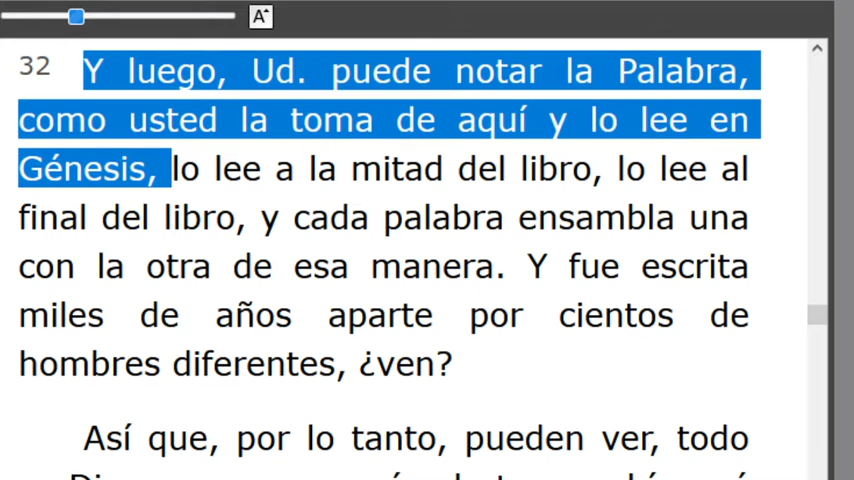 A
32 Y luego, Ud. puede notar la Palabra,
como usted la toma de aquí y lo lee en
Génesis, lo lee a la mitad del libro, lo lee al
final del libro, y cada palabra ensambla una
con la otra de esa manera. Y fue escrita
miles de años aparte por cientos de
hombres diferentes, ¿ven?
Así que, por lo tanto, pueden ver, todo